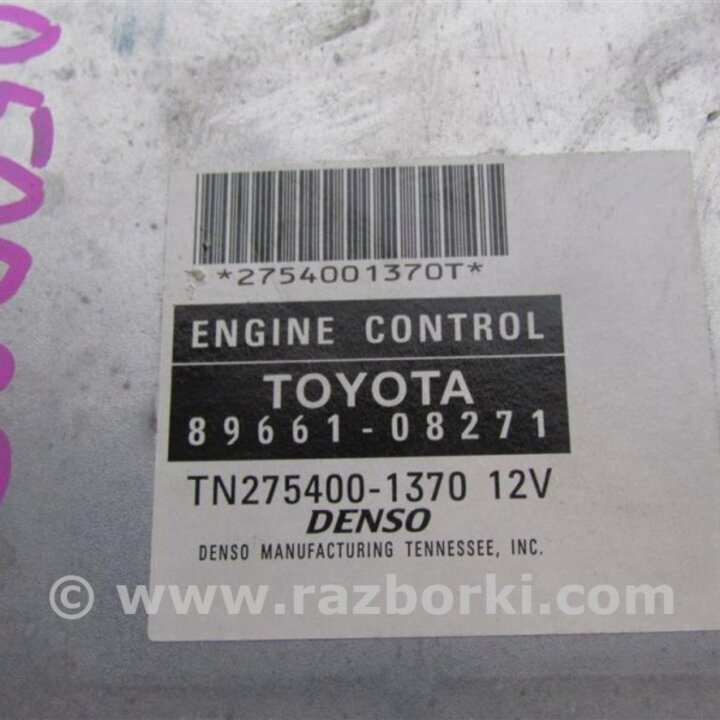 *2754001370T*
ENGINE CONTROL
TOYOTA
89661-08271
TN275400-1370 12V
DENSO
DENSO MANUFACTURING TENNESSEE, INC.
© www.razborki.com